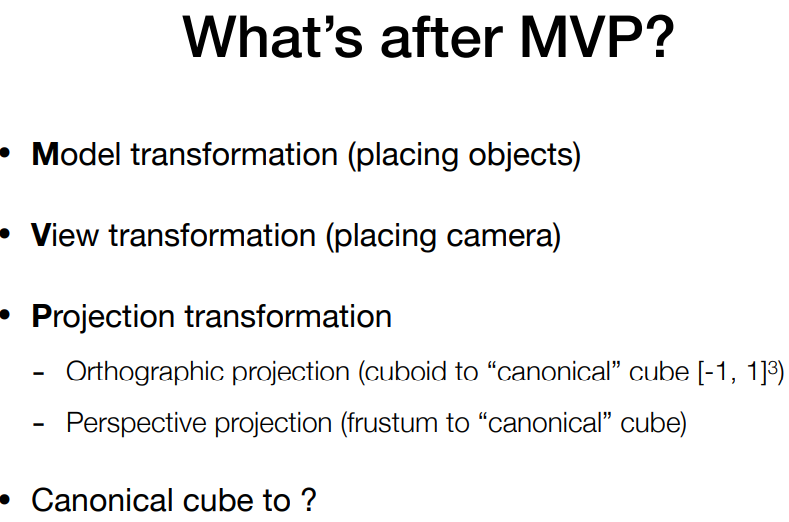 What’s after MVP?
• Model transformation (placing objects)
• View transformation (placing camera)
• Projection transformation
- Orthographic projection (cuboid to “canonical” cube [-1, 1]³)
- Perspective projection (frustum to “canonical” cube)
• Canonical cube to ?